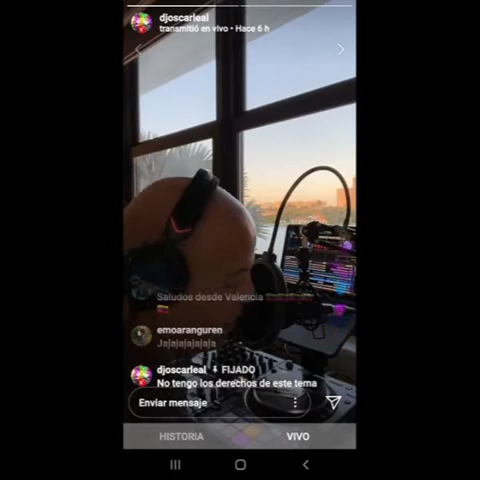 djoscarleal
transmitió en vivo • Hace 6 h
Saludos desde Valencia
emoaranguren
Jajajajajajaja
djoscarleal FIJADO
No tengo los derechos de este tema
Enviar mensaje
HISTORIA VIVO